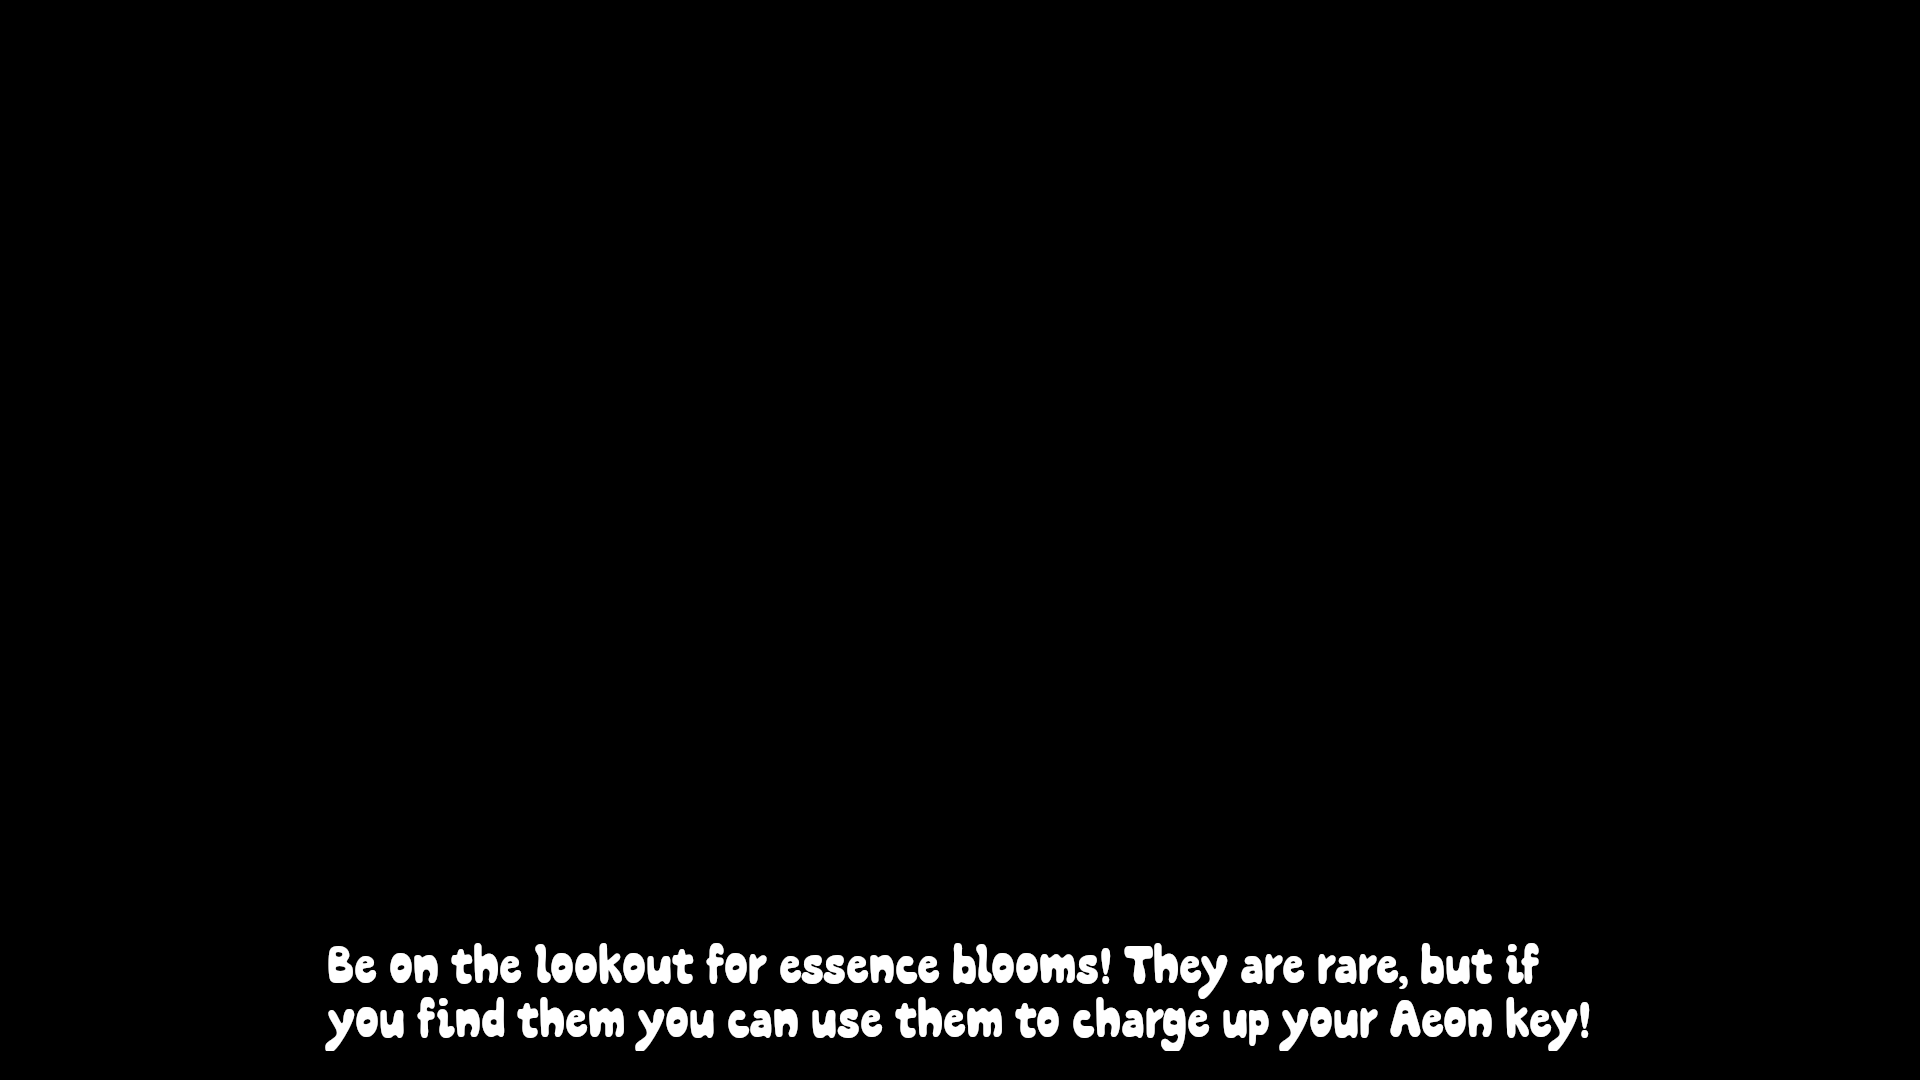 Be on the lookout for essence blooms! They are rare, but if
you find them you can use them to charge up your Aeon key!